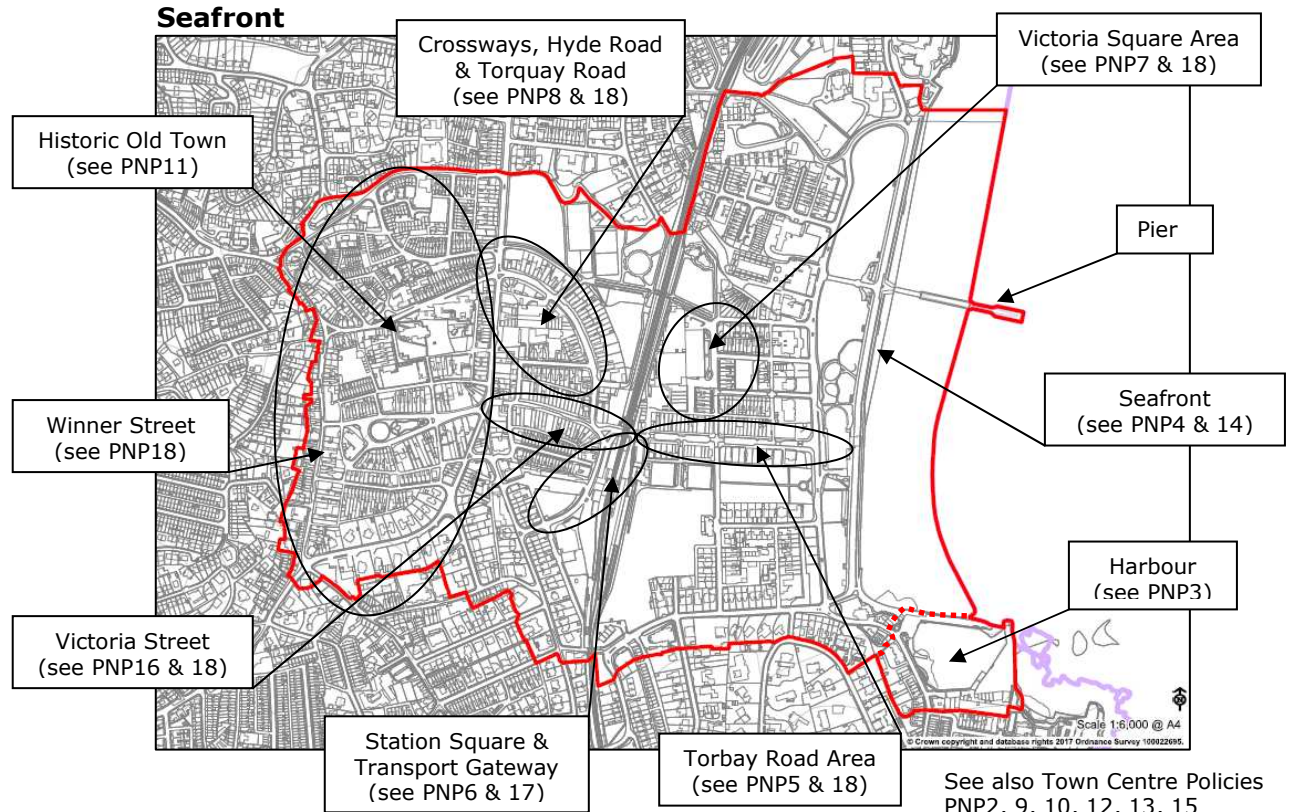 Seafront
Crossways, Hyde Road
& Torquay Road
(see PNP8 & 18)
Victoria Square Area
(see PNP7 & 18)
Historic Old Town
(see PNP11)
Pier
Winner Street
(see PNP18)
Seafront
(see PNP4 & 14)
Harbour
(see PNP3)
Victoria Street
(see PNP16 & 18)
Station Square &
Transport Gateway
(see PNP6 & 17)
Torbay Road Area
(see PNP5 & 18)
Scale 1:6,000 @ A4
© Crown copyright and database rights 2017 Ordnance Survey 100022695.
See also Town Centre Policies
PNP2, 9, 10, 12, 13, 15